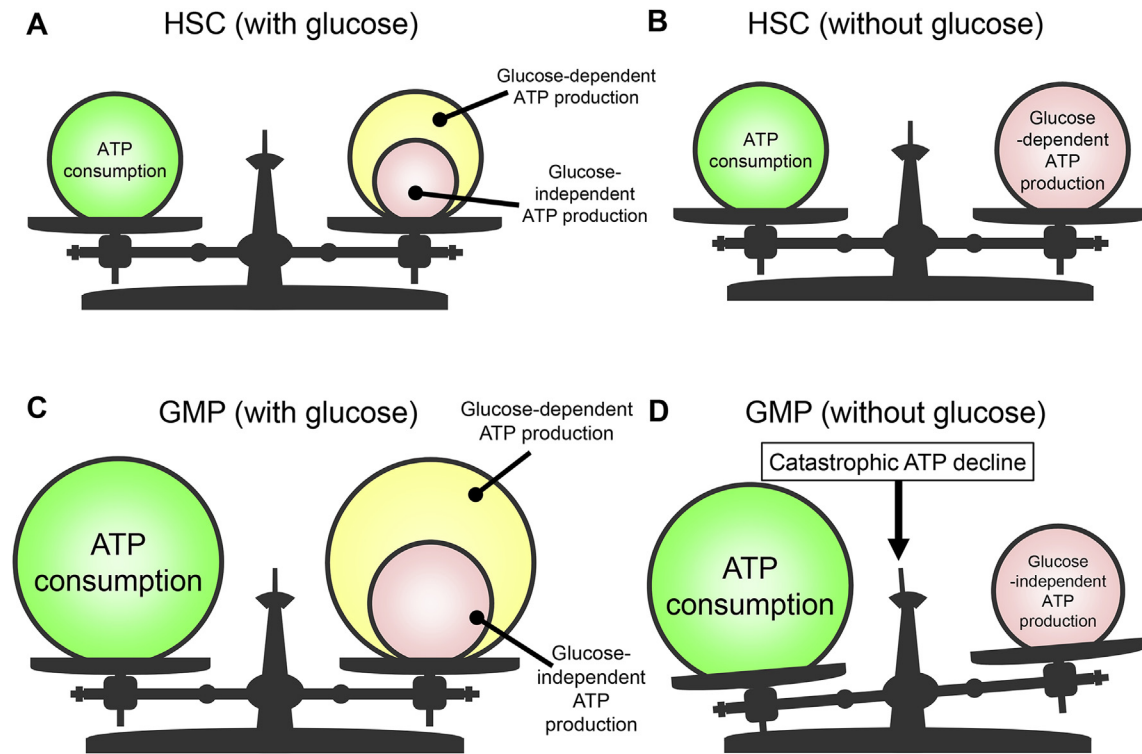 A
HSC (with glucose)
Glucose-dependent
ATP production
ATP
consumption
Glucose-
independent
ATP production
B
HSC (without glucose)
ATP
consumption
Glucose
-dependent
ATP
production
C
GMP (with glucose)
Glucose-dependent
ATP production
ATP
consumption
Glucose-
independent
ATP
production
D
GMP (without glucose)
Catastrophic ATP decline
ATP
consumption
Glucose
-independent
ATP
production